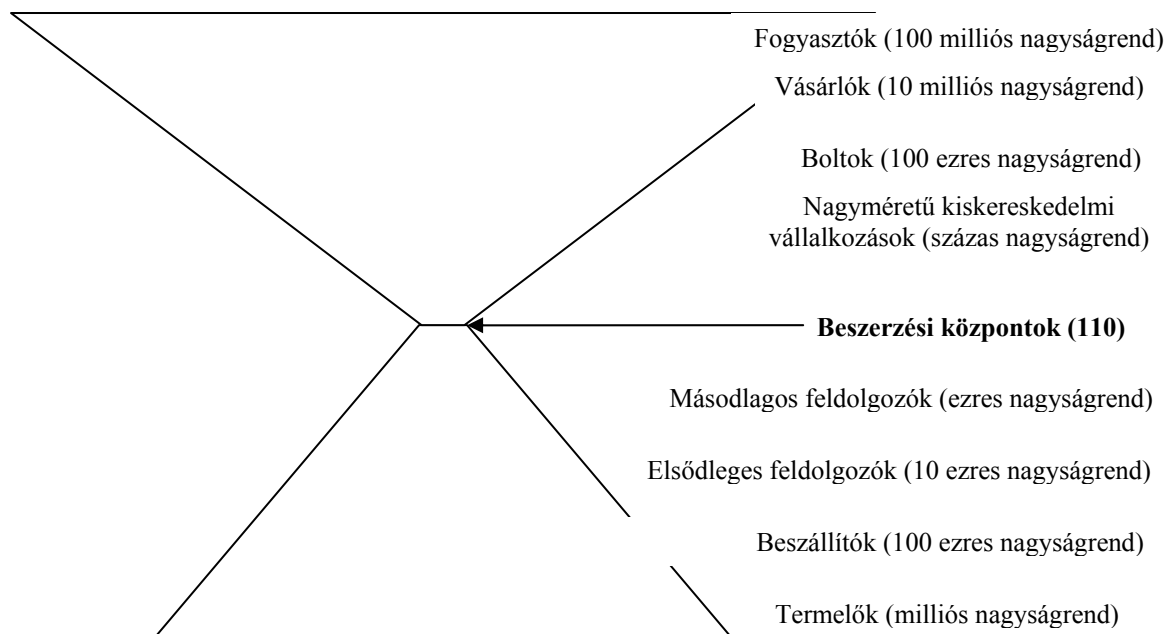 Fogyasztók (100 milliós nagyságrend)
Vásárlók (10 milliós nagyságrend)
Boltok (100 ezres nagyságrend)
Nagyméretű kiskereskedelmi
vállalkozások (százas nagyságrend)
Beszerzési központok (110)
Másodlagos feldolgozók (ezres nagyságrend)
Elsődleges feldolgozók (10 ezres nagyságrend)
Beszállítók (100 ezres nagyságrend)
Termelők (milliós nagyságrend)